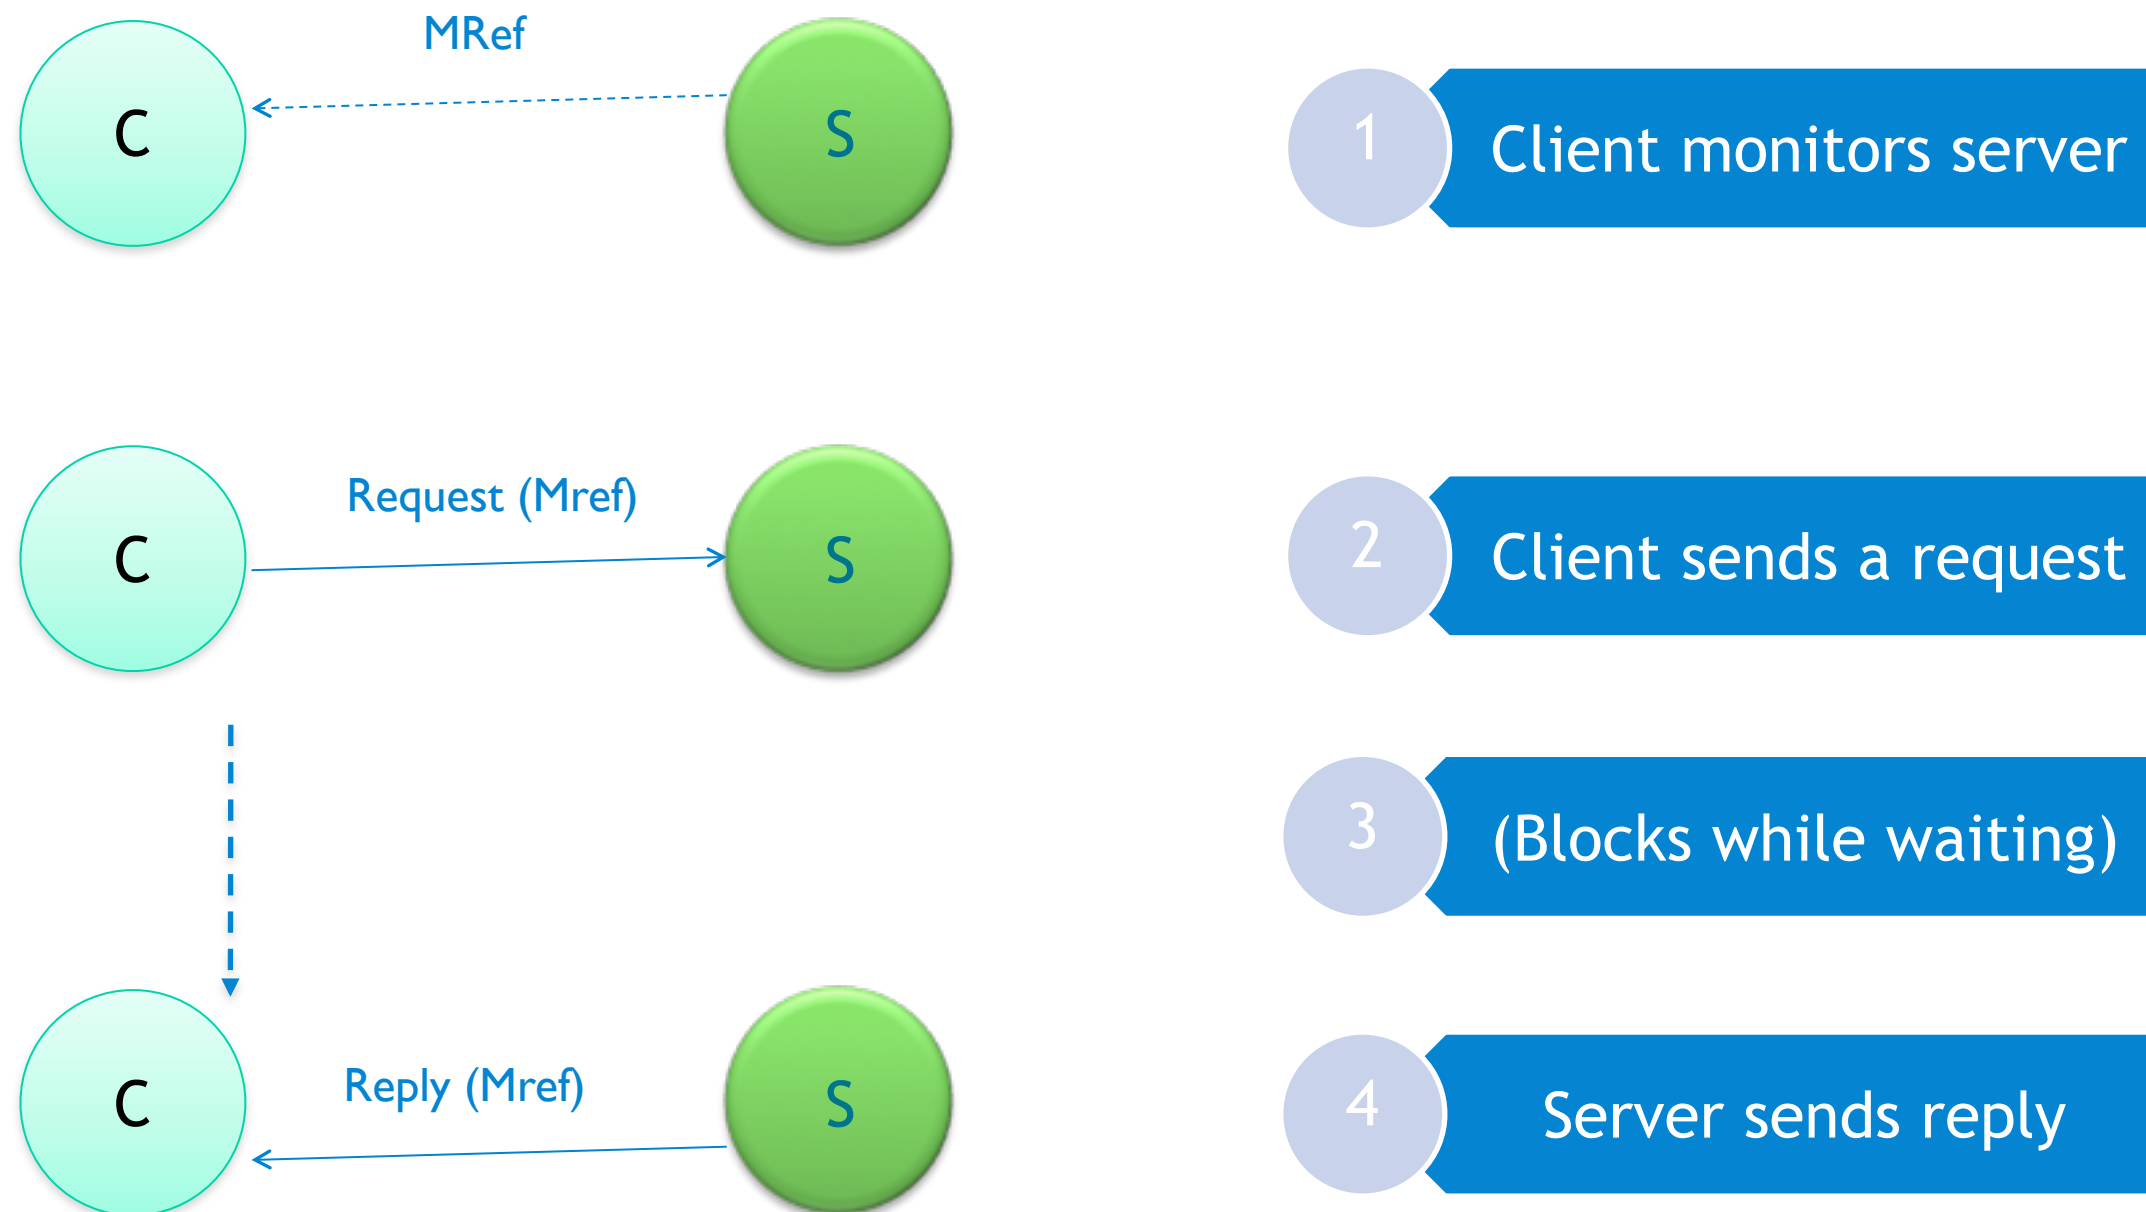 MRef
C
S
1
Client monitors server
Request (Mref)
C
S
2
Client sends a request
3
(Blocks while waiting)
Reply (Mref)
C
S
4
Server sends reply